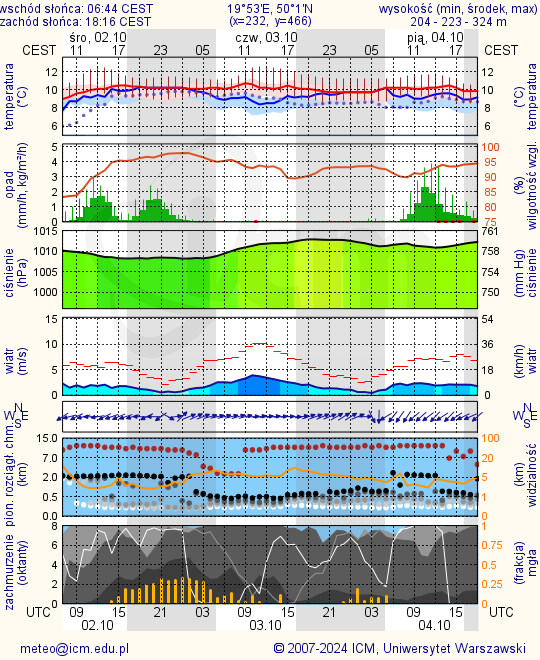 wschód słońca: 06:44 CEST 19°53'E, 50°1'N wysokość (min, środek, max)
zachód słońca: 18:16 CEST (x=232, y=466) 204 - 223 - 324 m
śro, 02.10 czw, 03.10 pią, 04.10
CEST 11 17 23 05 11 17 23 05 11 17 CEST
temperatura (°C)
12
10
8
6
12
10
8
6
temperatura (°C)
opad (mm/h, kg/m²/h)
5
4
3
2
1
0
100
95
90
85
80
75
(%) wilgotność wzgl.
ciśnienie (hPa)
1015
1010
1005
1000
761
758
754
750
(mm Hg) ciśnienie
wiatr (m/s)
15
10
5
0
54
36
18
0
(km/h) wiatr
N
W E
S
N
W E
S
pion. rozciągł. chm. (km)
15.0
7.0
2.0
0.5
0.0
100
20
5
1
0
(km) widzialność
zachmurzenie (oktanty)
8
6
4
2
0
1
0.75
0.5
0.25
0
(frakcja) mgła
UTC 09 15 21 03 09 15 21 03 09 15 UTC
02.10 03.10 04.10
meteo@icm.edu.pl © 2007-2024 ICM, Uniwersytet Warszawski